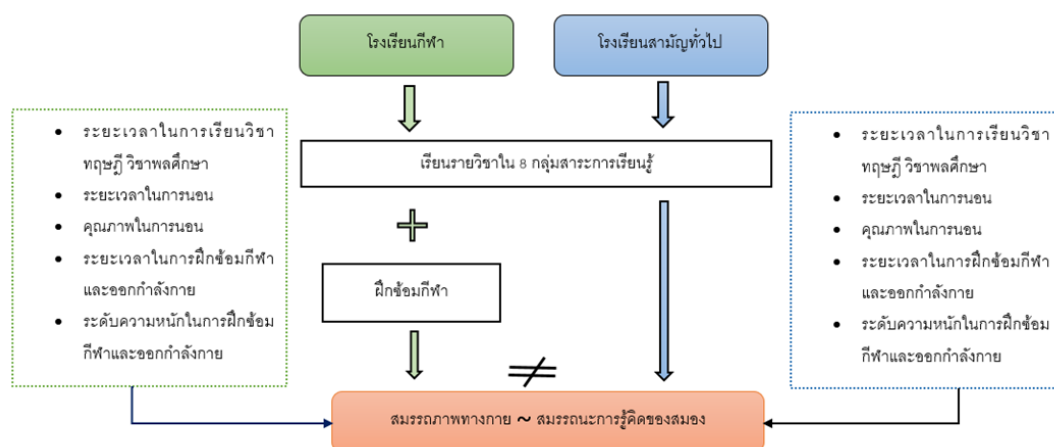 โรงเรียนกีฬา
โรงเรียนสามัญทั่วไป
ระยะเวลาในการเรียนวิชา
ทฤษฎี วิชาพลศึกษา
ระยะเวลาในการนอน
คุณภาพในการนอน
ระยะเวลาในการฝึกซ้อมกีฬา
และออกกำลังกาย
ระดับความหนักในการฝึกซ้อม
กีฬาและออกกำลังกาย
เรียนรายวิชาใน 8 กลุ่มสาระการเรียนรู้
ฝึกซ้อมกีฬา
ระยะเวลาในการเรียนวิชา
ทฤษฎี วิชาพลศึกษา
ระยะเวลาในการนอน
คุณภาพในการนอน
ระยะเวลาในการฝึกซ้อมกีฬา
และออกกำลังกาย
ระดับความหนักในการฝึกซ้อม
กีฬาและออกกำลังกาย
≠
สมรรถภาพทางกาย ~ สมรรถนะการรู้คิดของสมอง